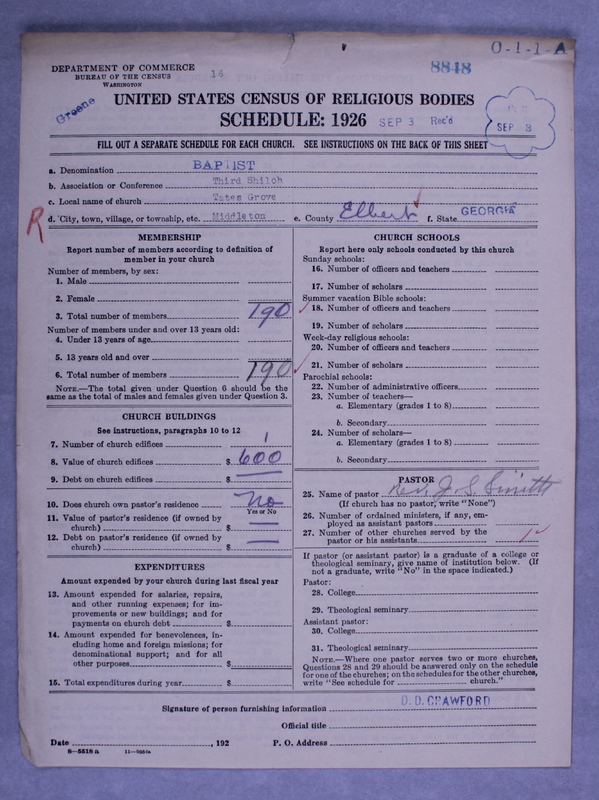 O-1-1-A
DEPARTMENT OF COMMERCE
BUREAU OF THE CENSUS
WASHINGTON
16
8848
Greene
UNITED STATES CENSUS OF RELIGIOUS BODIES
SCHEDULE: 1926
SEP 3 Rec'd
SEP 3
FILL OUT A SEPARATE SCHEDULE FOR EACH CHURCH. SEE INSTRUCTIONS ON THE BACK OF THIS SHEET
a. Denomination BAPTIST
b. Association or Conference Third Shiloh
c. Local name of church Tates Grove
R
d. City, town, village, or township, etc. Middleton e. County Elbert f. State GEORGIA
MEMBERSHIP
Report number of members according to definition of
member in your church
Number of members, by sex:
1. Male
2. Female
3. Total number of members 190
Number of members under and over 13 years old:
4. Under 13 years of age
5. 13 years old and over
6. Total number of members 190
NOTE.—The total given under Question 6 should be the
same as the total of males and females given under Question 3.
CHURCH BUILDINGS
See instructions, paragraphs 10 to 12
7. Number of church edifices 1
8. Value of church edifices $ 600
9. Debt on church edifices $
10. Does church own pastor's residence No
Yes or No
11. Value of pastor's residence (if owned by
church) $
12. Debt on pastor's residence (if owned by
church) $
EXPENDITURES
Amount expended by your church during last fiscal year
13. Amount expended for salaries, repairs,
and other running expenses; for im-
provements or new buildings; and for
payments on church debt $
14. Amount expended for benevolences, in-
cluding home and foreign missions; for
denominational support; and for all
other purposes $
15. Total expenditures during year $
CHURCH SCHOOLS
Report here only schools conducted by this church
Sunday schools:
16. Number of officers and teachers
17. Number of scholars
Summer vacation Bible schools:
18. Number of officers and teachers
19. Number of scholars
Week-day religious schools:
20. Number of officers and teachers
21. Number of scholars
Parochial schools:
22. Number of administrative officers
23. Number of teachers—
a. Elementary (grades 1 to 8)
b. Secondary
24. Number of scholars—
a. Elementary (grades 1 to 8)
b. Secondary
PASTOR
25. Name of pastor Rev. J. S. Smith
(If church has no pastor, write "None")
26. Number of ordained ministers, if any, em-
ployed as assistant pastors
27. Number of other churches served by the
pastor or his assistants 1
If pastor (or assistant pastor) is a graduate of a college or
theological seminary, give name of institution below. (If
not a graduate, write "No" in the space indicated.)
Pastor:
28. College
29. Theological seminary
Assistant pastor:
30. College
31. Theological seminary
NOTE.—Where one pastor serves two or more churches,
Questions 28 and 29 should be answered only on the schedule
for one of the churches; on the schedules for the other churches,
write "See schedule for church."
Signature of person furnishing information D. D. CRAWFORD
Official title
Date , 192 P. O. Address
8-5518 a